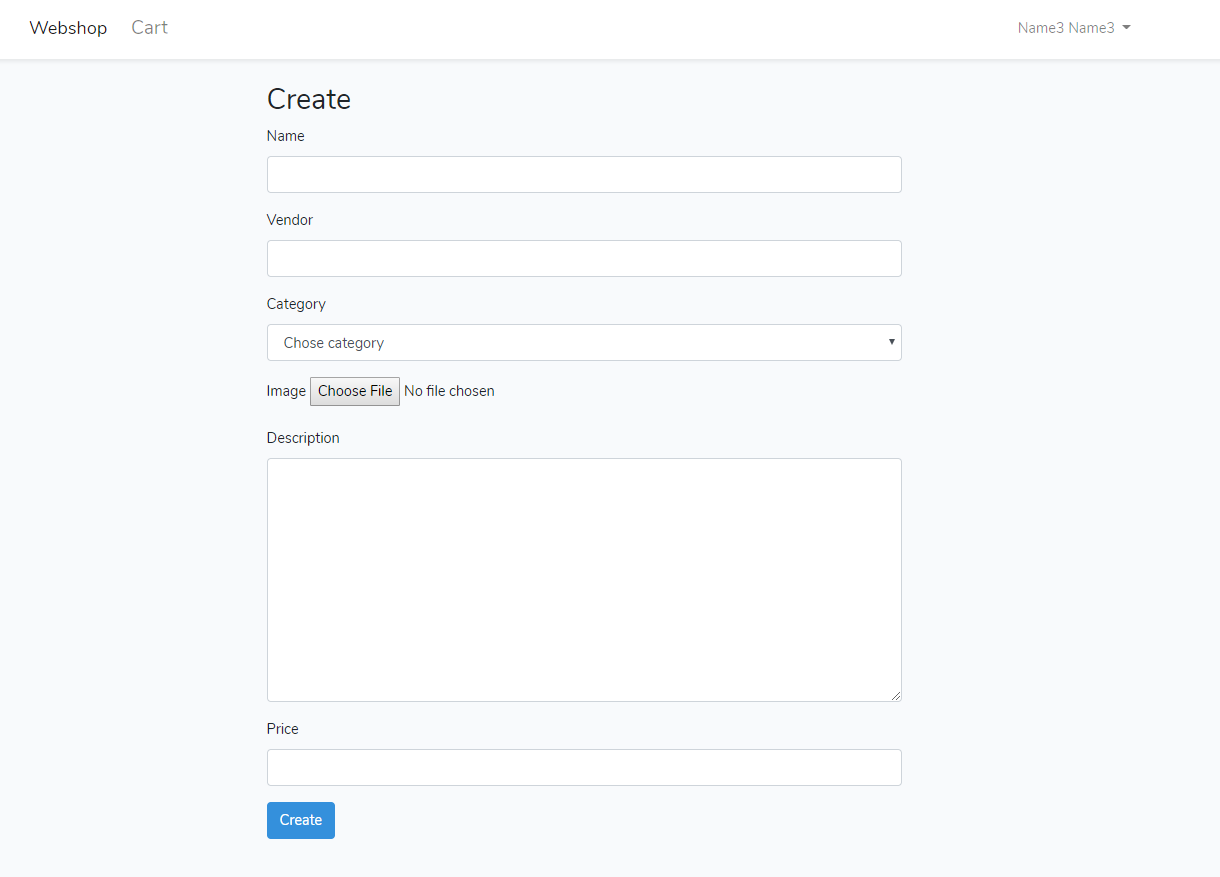 Webshop Cart Name3 Name3
Create
Name
Vendor
Category
Chose category
Image Choose File No file chosen
Description
Price
Create